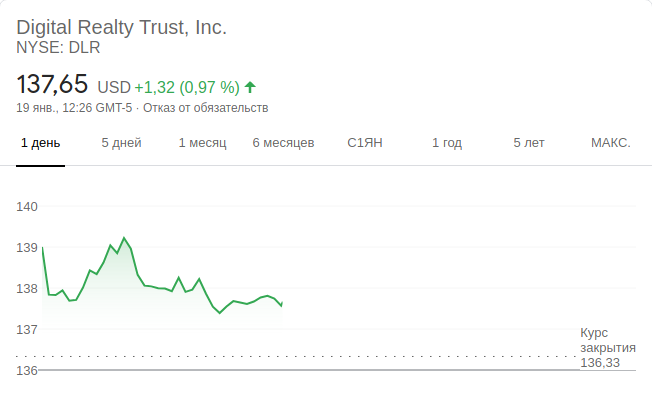 Digital Realty Trust, Inc.
NYSE: DLR
137,65 USD +1,32 (0,97 %)
19 янв., 12:26 GMT-5 · Отказ от обязательств
1 день 5 дней 1 месяц 6 месяцев С1ЯН 1 год 5 лет МАКС.
140
139
138
137
Курс
закрытия
136,33
136